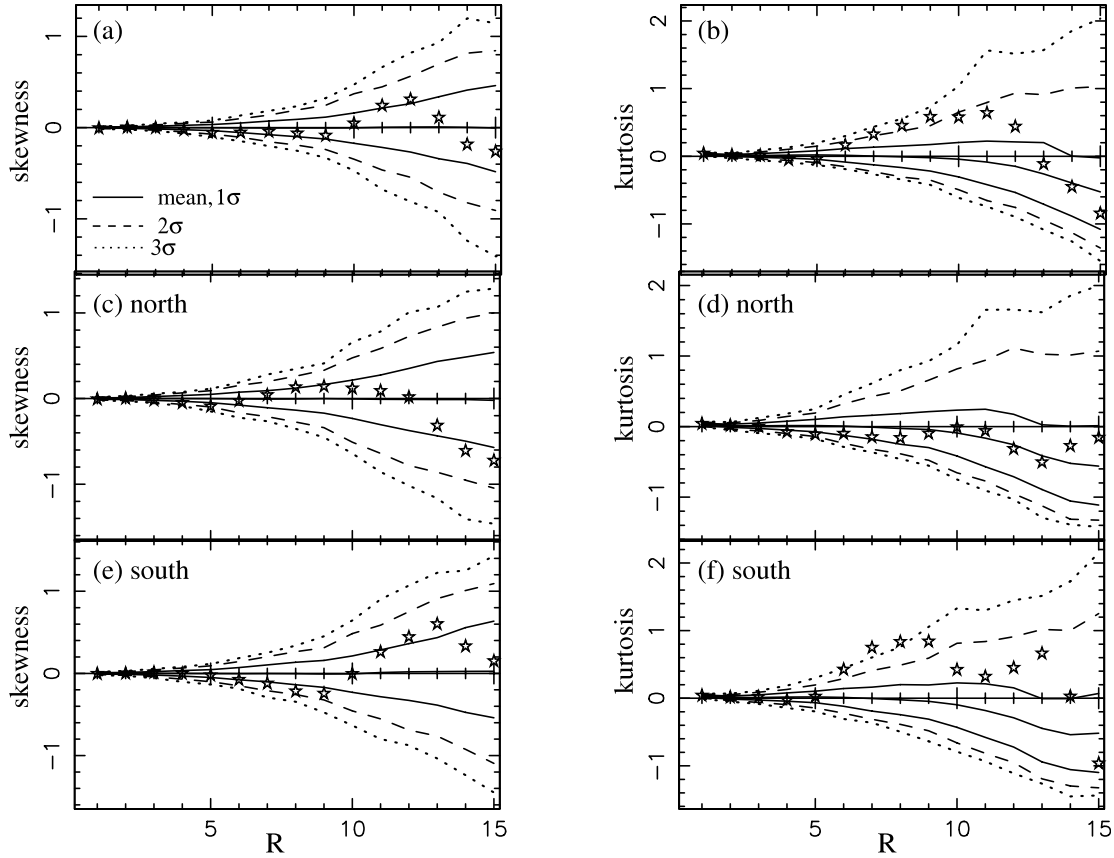 (a)
skewness
1
0
−1
mean, 1σ
2σ
3σ
(b)
kurtosis
2
1
0
−1
(c) north
skewness
1
0
−1
(d) north
kurtosis
2
1
0
−1
(e) south
skewness
1
0
−1
5 10 15
R
(f) south
kurtosis
2
1
0
−1
5 10 15
R